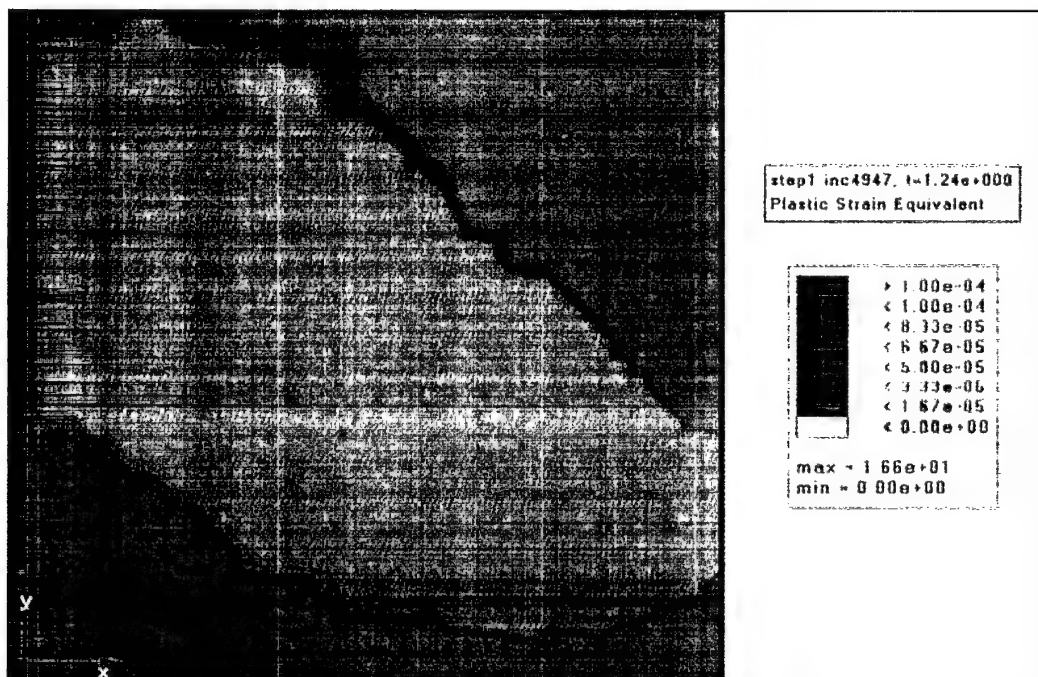 step1 inc4947, t=1.24e+000
Plastic Strain Equivalent
> 1.00e-04
< 1.00e-04
< 8.33e-05
< 6.67e-05
< 5.00e-05
< 3.33e-05
< 1.67e-05
< 0.00e+00
max = 1.66e+01
min = 0.00e+00
y
x